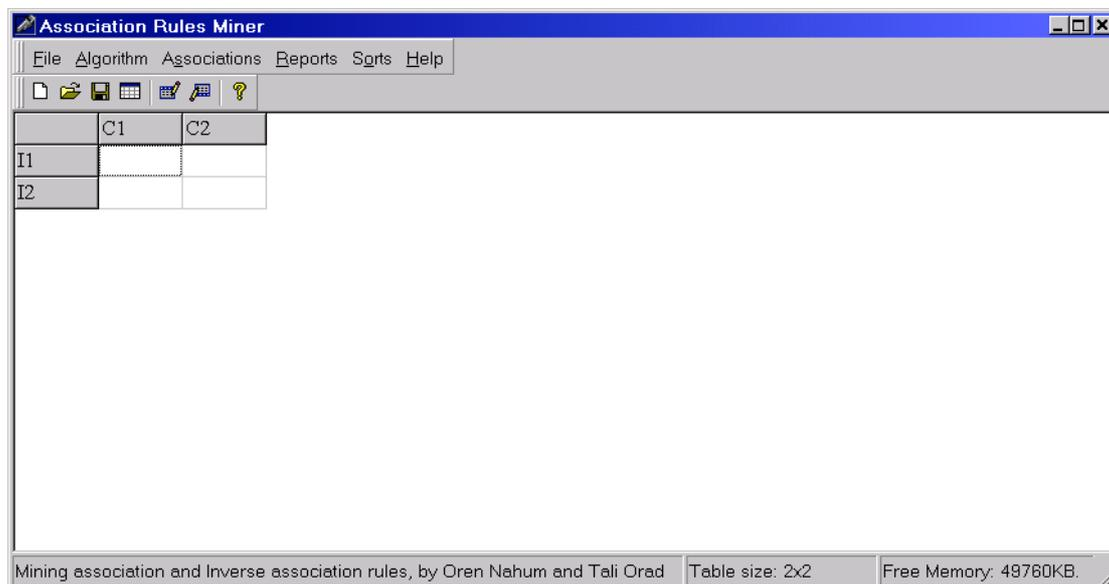 Association Rules Miner
File Algorithm Associations Reports Sorts Help
?
C1 C2
I1
I2
Mining association and Inverse association rules, by Oren Nahum and Tali Orad Table size: 2x2 Free Memory: 49760KB.